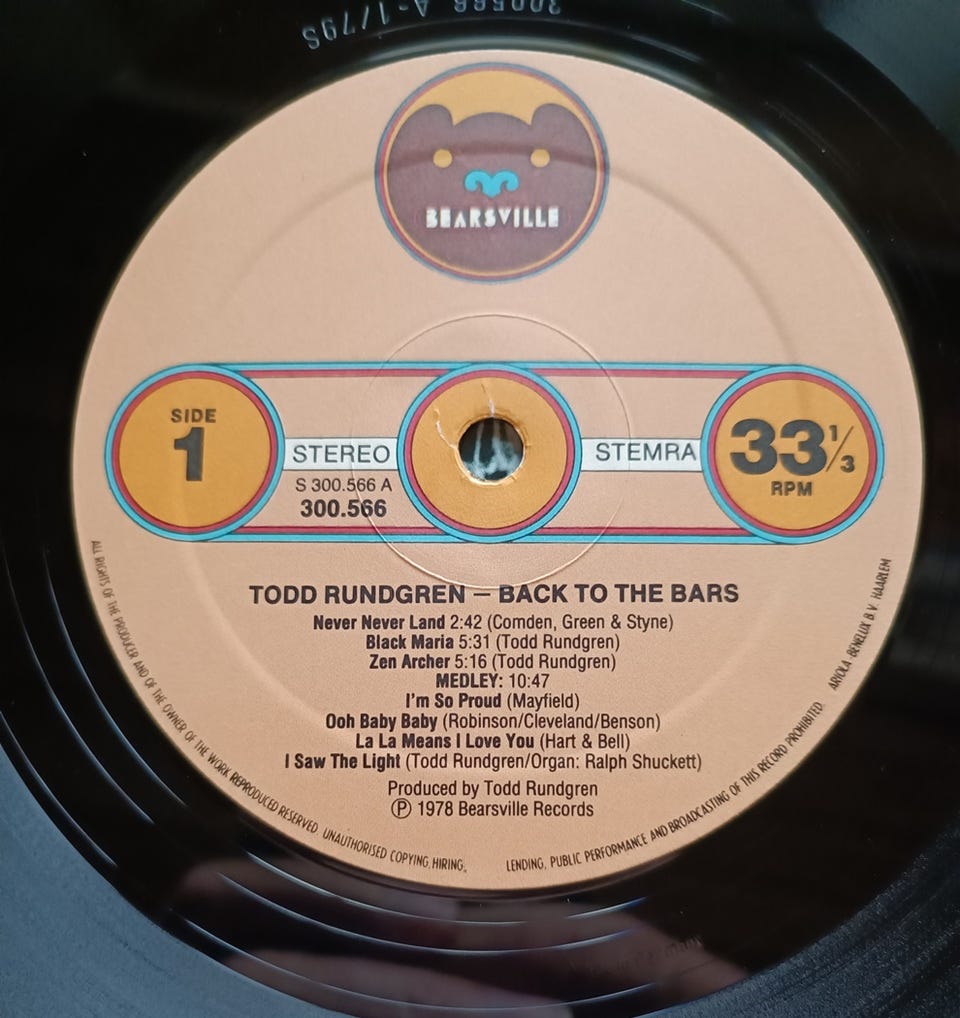 300566 A-1/79S
BEARSVILLE
SIDE
1
STEREO
S 300.566 A
300.566
STEMRA
33 1/3
RPM
TODD RUNDGREN – BACK TO THE BARS
Never Never Land 2:42 (Comden, Green & Styne)
Black Maria 5:31 (Todd Rundgren)
Zen Archer 5:16 (Todd Rundgren)
MEDLEY: 10:47
I'm So Proud (Mayfield)
Ooh Baby Baby (Robinson/Cleveland/Benson)
La La Means I Love You (Hart & Bell)
I Saw The Light (Todd Rundgren/Organ: Ralph Shuckett)
Produced by Todd Rundgren
Ⓟ 1978 Bearsville Records
ALL RIGHTS OF THE PRODUCER AND OF THE OWNER OF THE WORK REPRODUCED RESERVED. UNAUTHORISED COPYING, HIRING, LENDING, PUBLIC PERFORMANCE AND BROADCASTING OF THIS RECORD PROHIBITED. ARIOLA-BENELUX B.V. HAARLEM